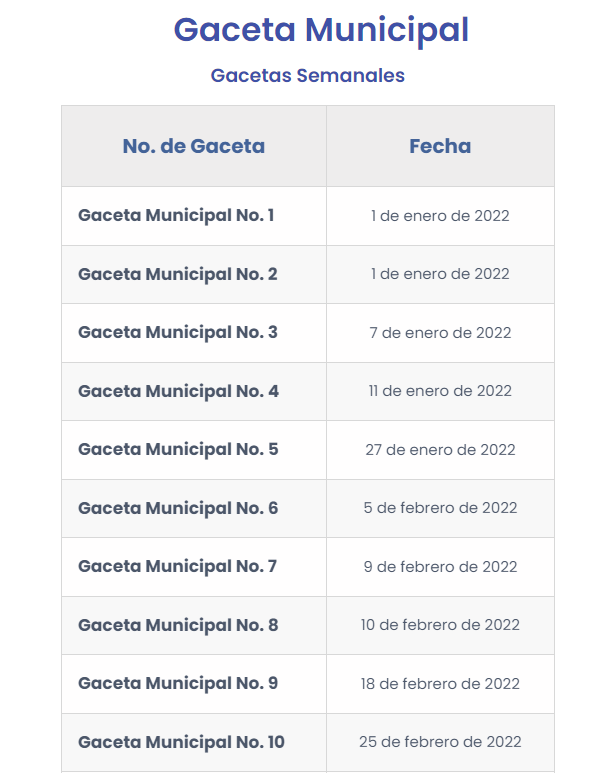 Gaceta Municipal
Gacetas Semanales
No. de Gaceta Fecha
Gaceta Municipal No. 1 1 de enero de 2022
Gaceta Municipal No. 2 1 de enero de 2022
Gaceta Municipal No. 3 7 de enero de 2022
Gaceta Municipal No. 4 11 de enero de 2022
Gaceta Municipal No. 5 27 de enero de 2022
Gaceta Municipal No. 6 5 de febrero de 2022
Gaceta Municipal No. 7 9 de febrero de 2022
Gaceta Municipal No. 8 10 de febrero de 2022
Gaceta Municipal No. 9 18 de febrero de 2022
Gaceta Municipal No. 10 25 de febrero de 2022